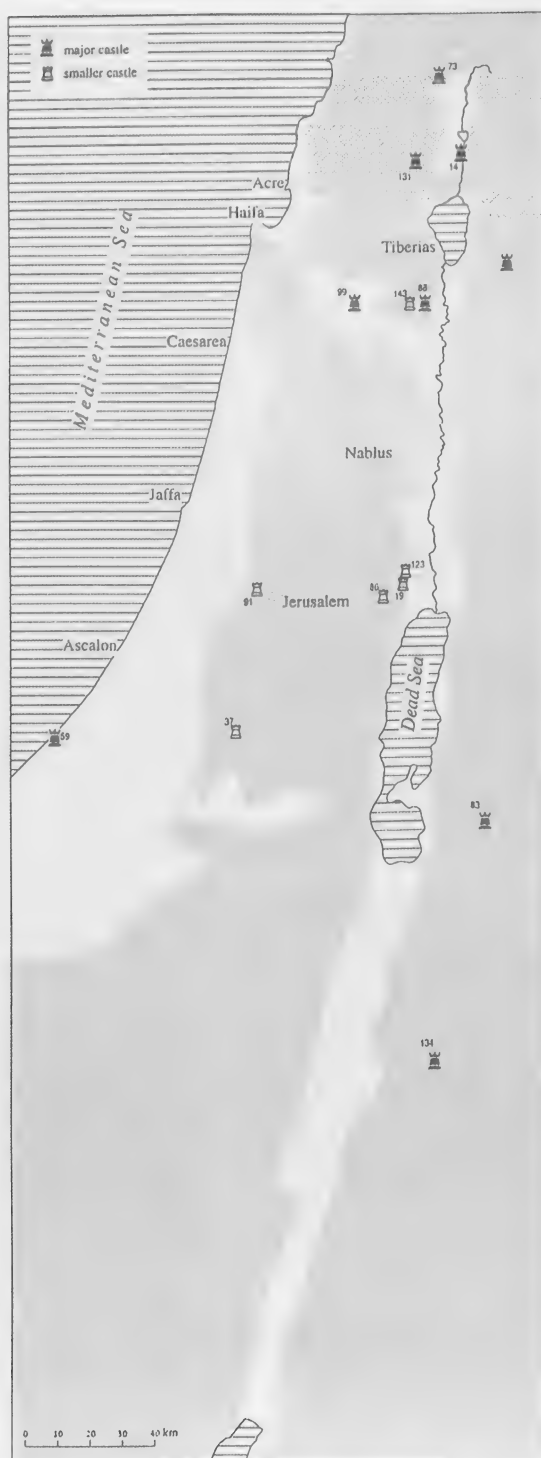 major castle
smaller castle
73
14
131
Acre
Haifa
Tiberias
Mediterranean Sea
99
143
88
Caesarea
Nablus
Jaffa
123
19
80
91
Jerusalem
Ascalon
Dead Sea
37
59
83
134
0 10 20 30 40 km